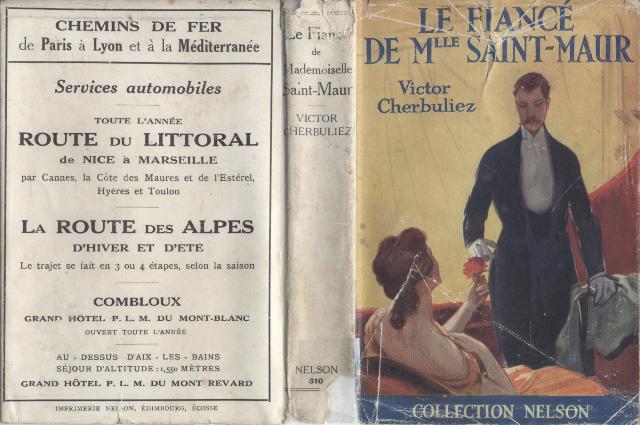 CHEMINS DE FER
de Paris à Lyon et à la Méditerranée
Services automobiles
TOUTE L'ANNÉE
ROUTE DU LITTORAL
de NICE à MARSEILLE
par Cannes, la Côte des Maures et de l'Estérel,
Hyères et Toulon
LA ROUTE DES ALPES
D'HIVER ET D'ETE
Le trajet se fait en 3 ou 4 étapes, selon la saison
COMBLOUX
GRAND HÔTEL P. L. M. DU MONT-BLANC
OUVERT TOUTE L'ANNÉE
AU - DESSUS D'AIX - LES - BAINS
SÉJOUR D'ALTITUDE : 1,550 MÈTRES
GRAND HÔTEL P. L. M. DU MONT REVARD
IMPRIMERIE NELSON, ÉDIMBOURG, ÉCOSSE
Le Fiancé
de
Mademoiselle
Saint-Maur
VICTOR
CHERBULIEZ
NELSON
310
LE FIANCÉ
DE MLLE SAINT-MAUR
Victor
Cherbuliez
COLLECTION NELSON